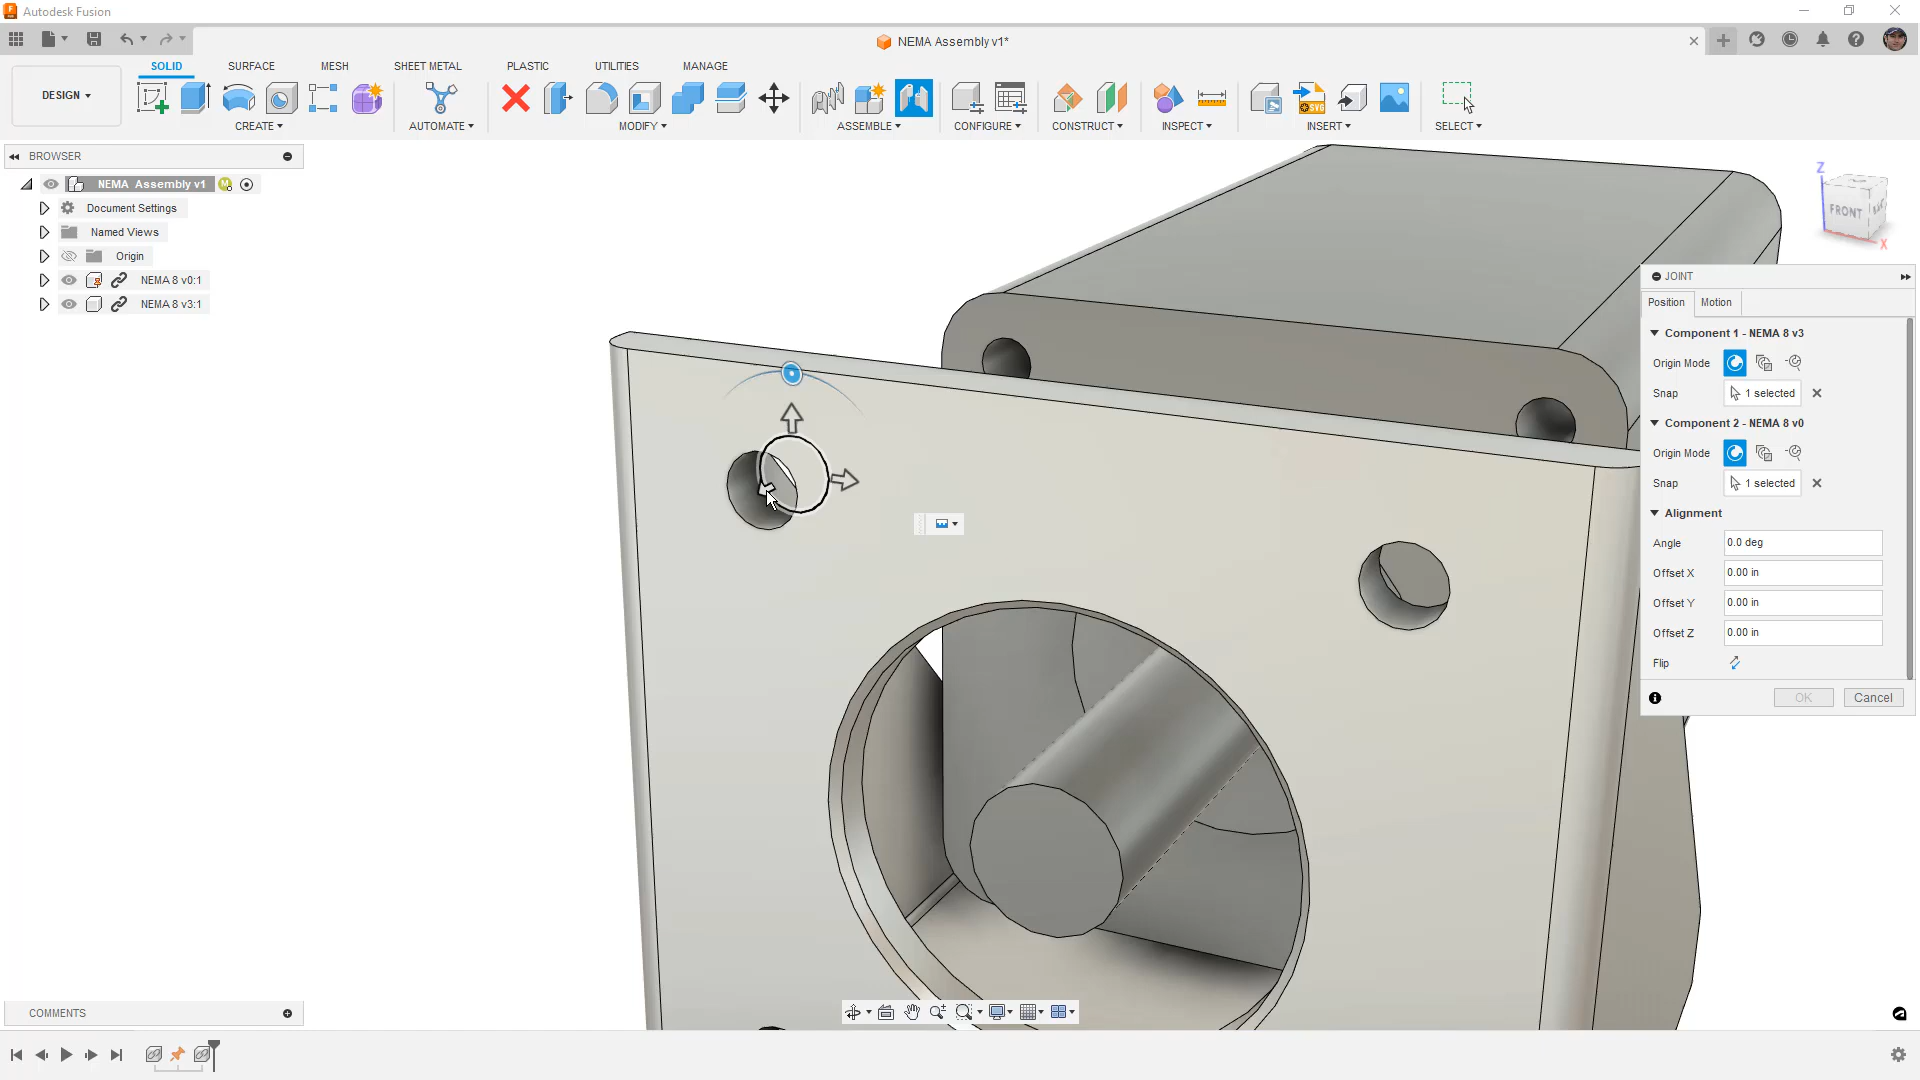 Autodesk Fusion
NEMA Assembly v1*
DESIGN
SOLID
SURFACE
MESH
SHEET METAL
PLASTIC
UTILITIES
MANAGE
CREATE
AUTOMATE
MODIFY
ASSEMBLE
CONFIGURE
CONSTRUCT
INSPECT
INSERT
SELECT
BROWSER
NEMA Assembly v1
Document Settings
Named Views
Origin
NEMA 8 v0:1
NEMA 8 v3:1
Z
FRONT
X
JOINT
Position
Motion
Component 1 - NEMA 8 v3
Origin Mode
Snap
1 selected
Component 2 - NEMA 8 v0
Origin Mode
Snap
1 selected
Alignment
Angle
0.0 deg
Offset X
0.00 in
Offset Y
0.00 in
Offset Z
0.00 in
Flip
OK
Cancel
COMMENTS